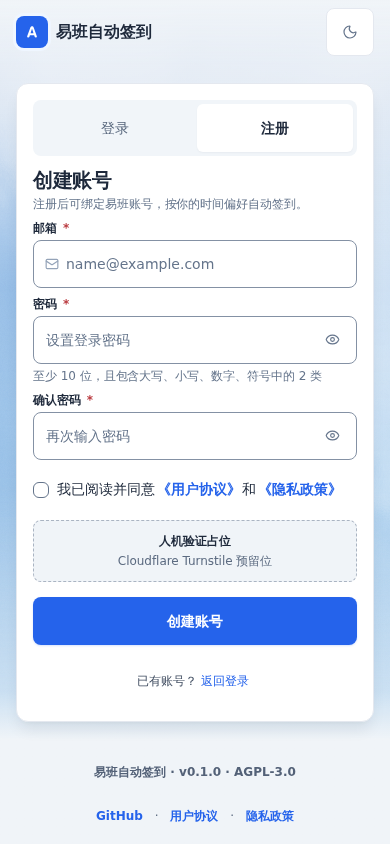 A 易班自动签到
登录 注册
创建账号
注册后可绑定易班账号，按你的时间偏好自动签到。
邮箱 *
name@example.com
密码 *
设置登录密码
至少 10 位，且包含大写、小写、数字、符号中的 2 类
确认密码 *
再次输入密码
我已阅读并同意《用户协议》和《隐私政策》
人机验证占位
Cloudflare Turnstile 预留位
创建账号
已有账号？ 返回登录
易班自动签到 · v0.1.0 · AGPL-3.0
GitHub · 用户协议 · 隐私政策